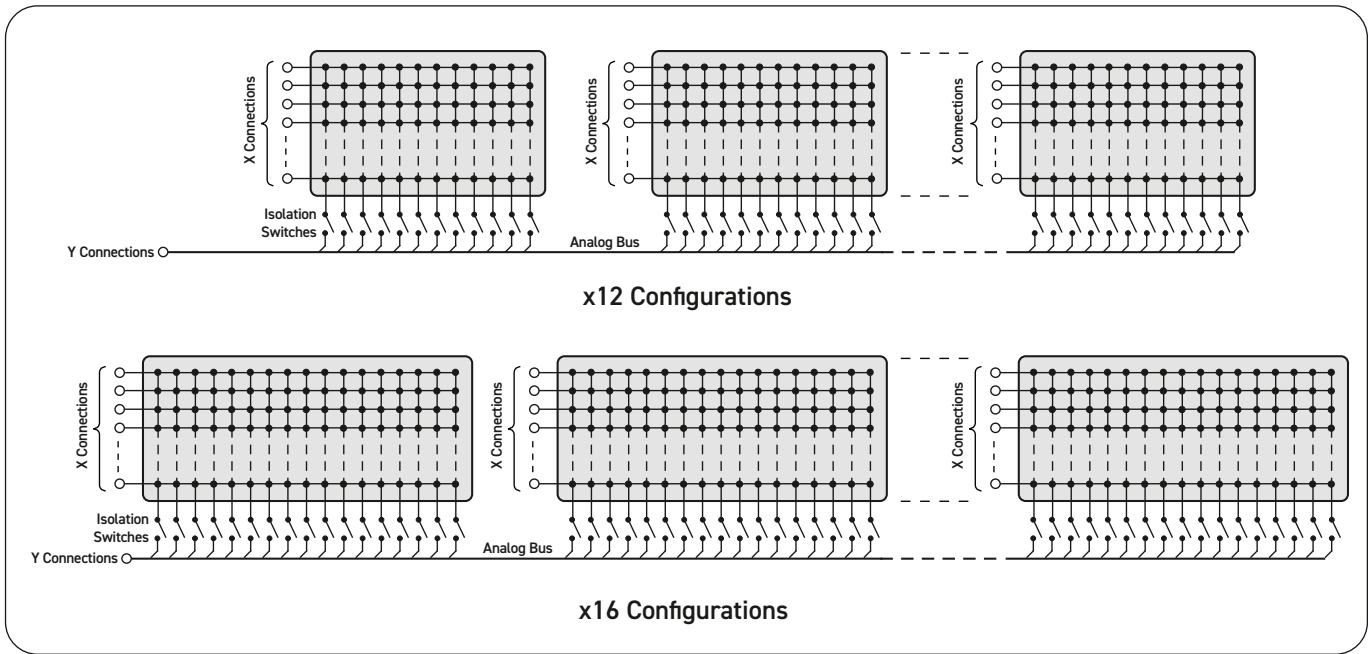 X Connections
X Connections
X Connections
Isolation
Switches
Y Connections
Analog Bus
x12 Configurations
X Connections
X Connections
X Connections
Isolation
Switches
Y Connections
Analog Bus
x16 Configurations